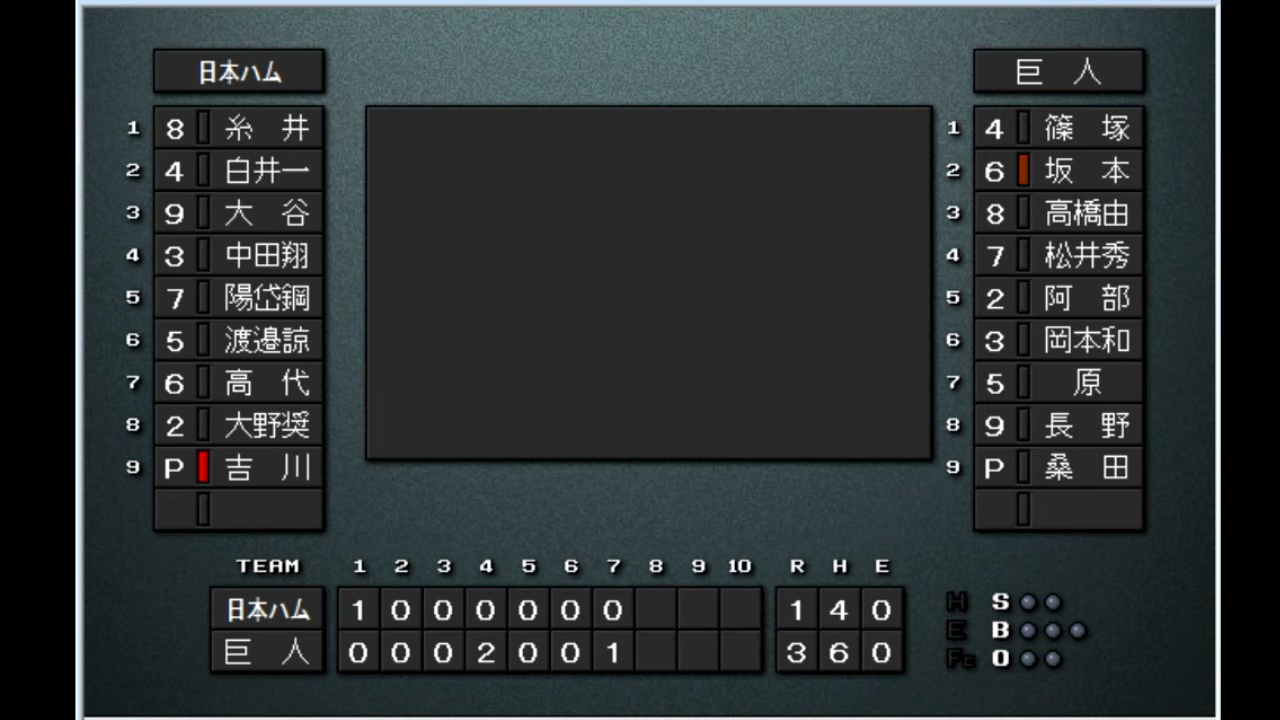 日本ハム 巨 人
1 8 糸 井 1 4 篠 塚
2 4 白井一 2 6 坂 本
3 9 大 谷 3 8 高橋由
4 3 中田翔 4 7 松井秀
5 7 陽岱鋼 5 2 阿 部
6 5 渡邉諒 6 3 岡本和
7 6 高 代 7 5 原
8 2 大野奨 8 9 長 野
9 P 吉 川 9 P 桑 田
TEAM 1 2 3 4 5 6 7 8 9 10 R H E
日本ハム 1 0 0 0 0 0 0 1 4 0
巨 人 0 0 0 2 0 0 1 3 6 0
H S
E B
Fc O